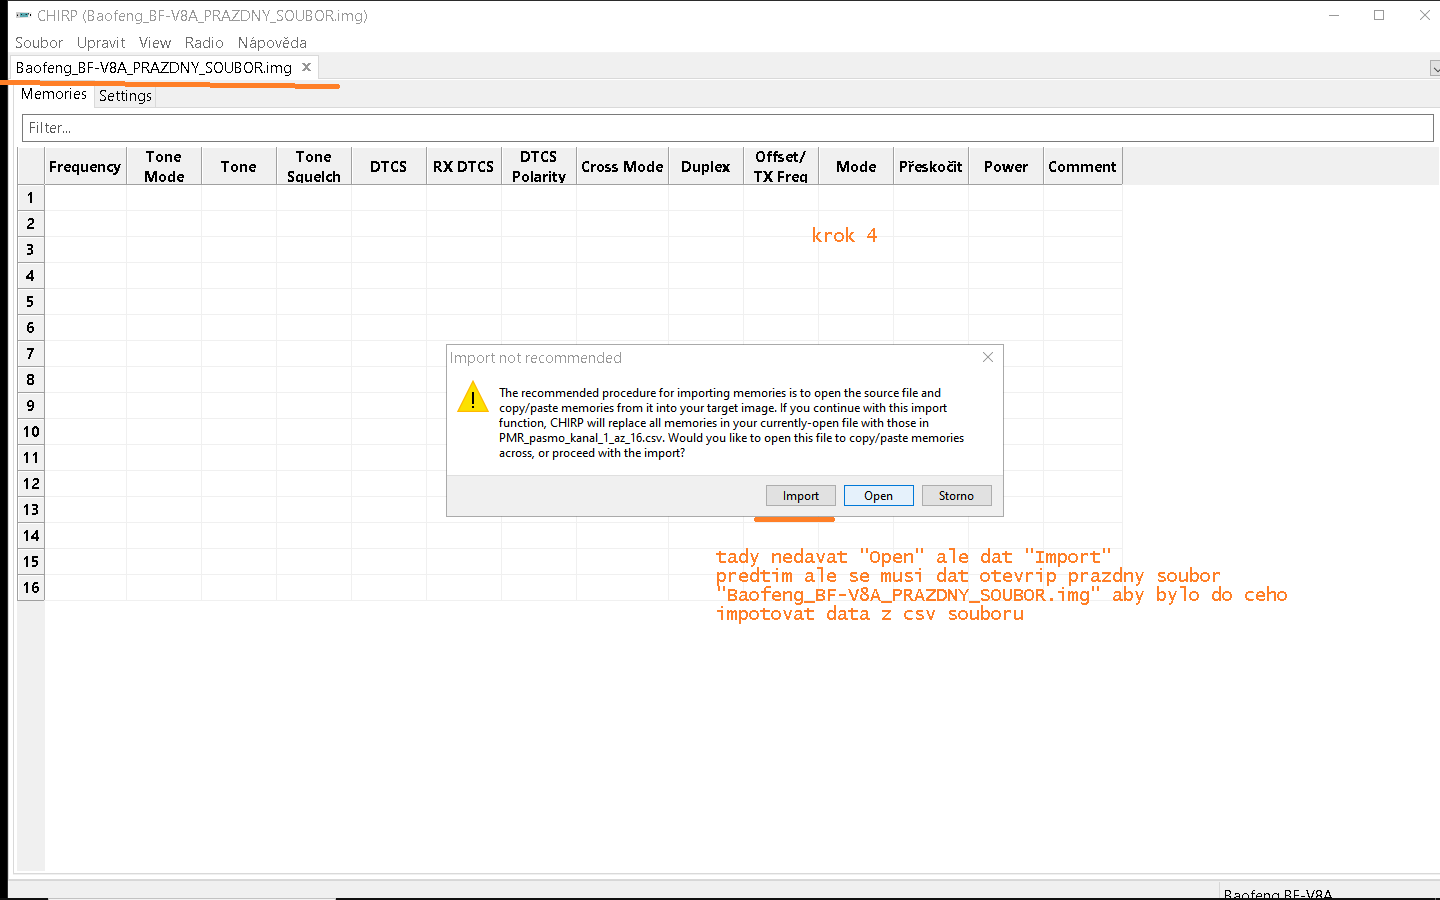 CHIRP (Baofeng_BF-V8A_PRAZDNY_SOUBOR.img)
Soubor Upravit View Radio Nápověda
Baofeng_BF-V8A_PRAZDNY_SOUBOR.img
Memories Settings
Filter...
Frequency Tone Mode Tone Tone Squelch DTCS RX DTCS DTCS Polarity Cross Mode Duplex Offset/ TX Freq Mode Přeskočit Power Comment
1
2
krok 4
3
4
5
6
7
8
9
10
11
12
13
14
15
16
Import not recommended
The recommended procedure for importing memories is to open the source file and
copy/paste memories from it into your target image. If you continue with this import
function, CHIRP will replace all memories in your currently-open file with those in
PMR_pasmo_kanal_1_az_16.csv. Would you like to open this file to copy/paste memories
across, or proceed with the import?
Import Open Storno
tady nedavat "Open" ale dat "Import"
predtim ale se musi dat otevrip prazdny soubor
"Baofeng_BF-V8A_PRAZDNY_SOUBOR.img" aby bylo do ceho
impotovat data z csv souboru
Baofeng BF-V8A